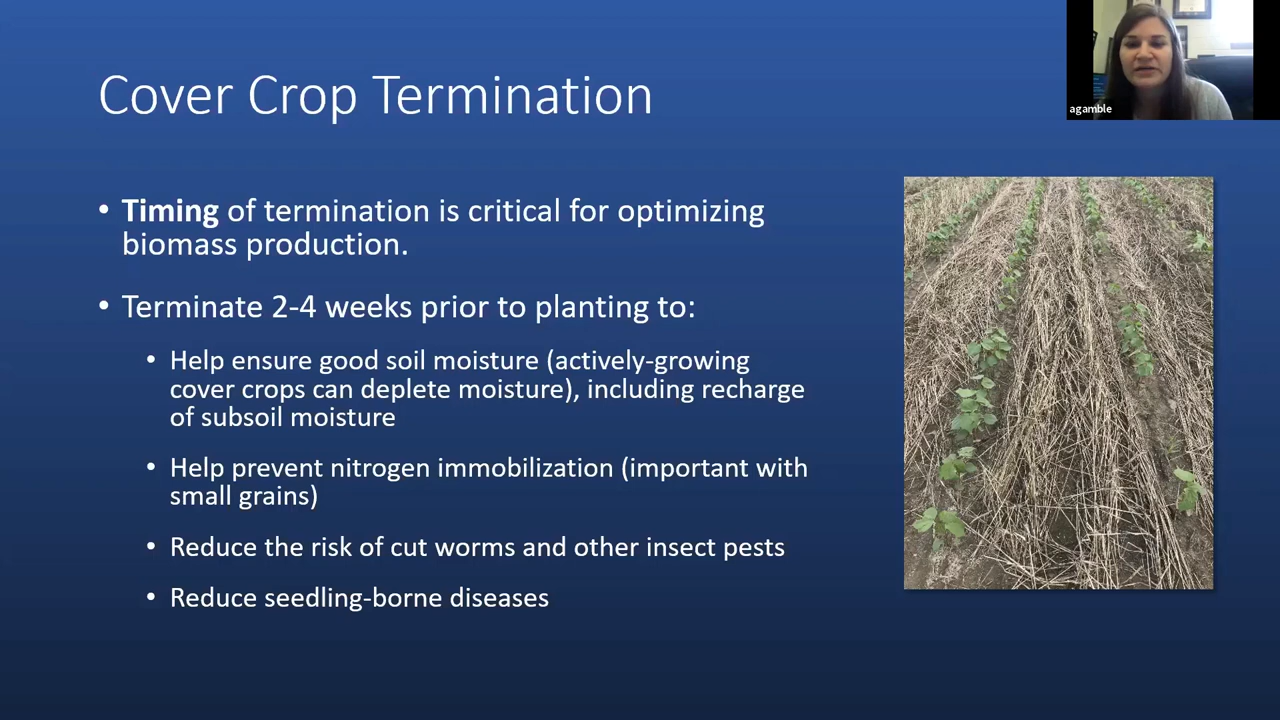 Cover Crop Termination
agamble
• Timing of termination is critical for optimizing
biomass production.
• Terminate 2-4 weeks prior to planting to:
• Help ensure good soil moisture (actively-growing
cover crops can deplete moisture), including recharge
of subsoil moisture
• Help prevent nitrogen immobilization (important with
small grains)
• Reduce the risk of cut worms and other insect pests
• Reduce seedling-borne diseases